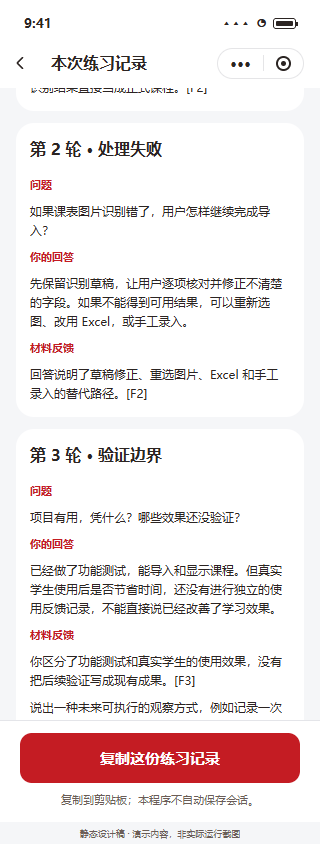 9:41
本次练习记录
识别结果直接当成正式课程。[F2]
第 2 轮 • 处理失败
问题
如果课表图片识别错了，用户怎样继续完成导
入？
你的回答
先保留识别草稿，让用户逐项核对并修正不清楚
的字段。如果不能得到可用结果，可以重新选
图、改用 Excel，或手工录入。
材料反馈
回答说明了草稿修正、重选图片、Excel 和手工
录入的替代路径。[F2]
第 3 轮 • 验证边界
问题
项目有用，凭什么？哪些效果还没验证？
你的回答
已经做了功能测试，能导入和显示课程。但真实
学生使用后是否节省时间，还没有进行独立的使
用反馈记录，不能直接说已经改善了学习效果。
材料反馈
你区分了功能测试和真实学生的使用效果，没有
把后续验证写成现有成果。[F3]
说出一种未来可执行的观察方式，例如记录一次
复制这份练习记录
复制到剪贴板；本程序不自动保存会话。
静态设计稿 · 演示内容，非实际运行截图